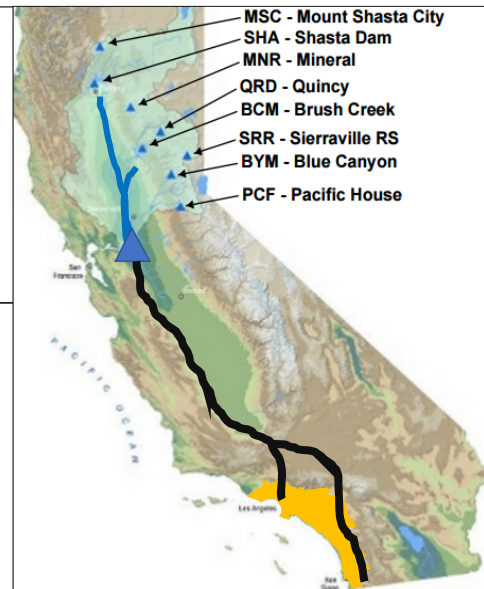 MSC - Mount Shasta City
SHA - Shasta Dam
MNR - Mineral
QRD - Quincy
BCM - Brush Creek
SRR - Sierraville RS
BYM - Blue Canyon
PCF - Pacific House
San
Francisco
PACIFIC OCEAN
Los Angeles
San